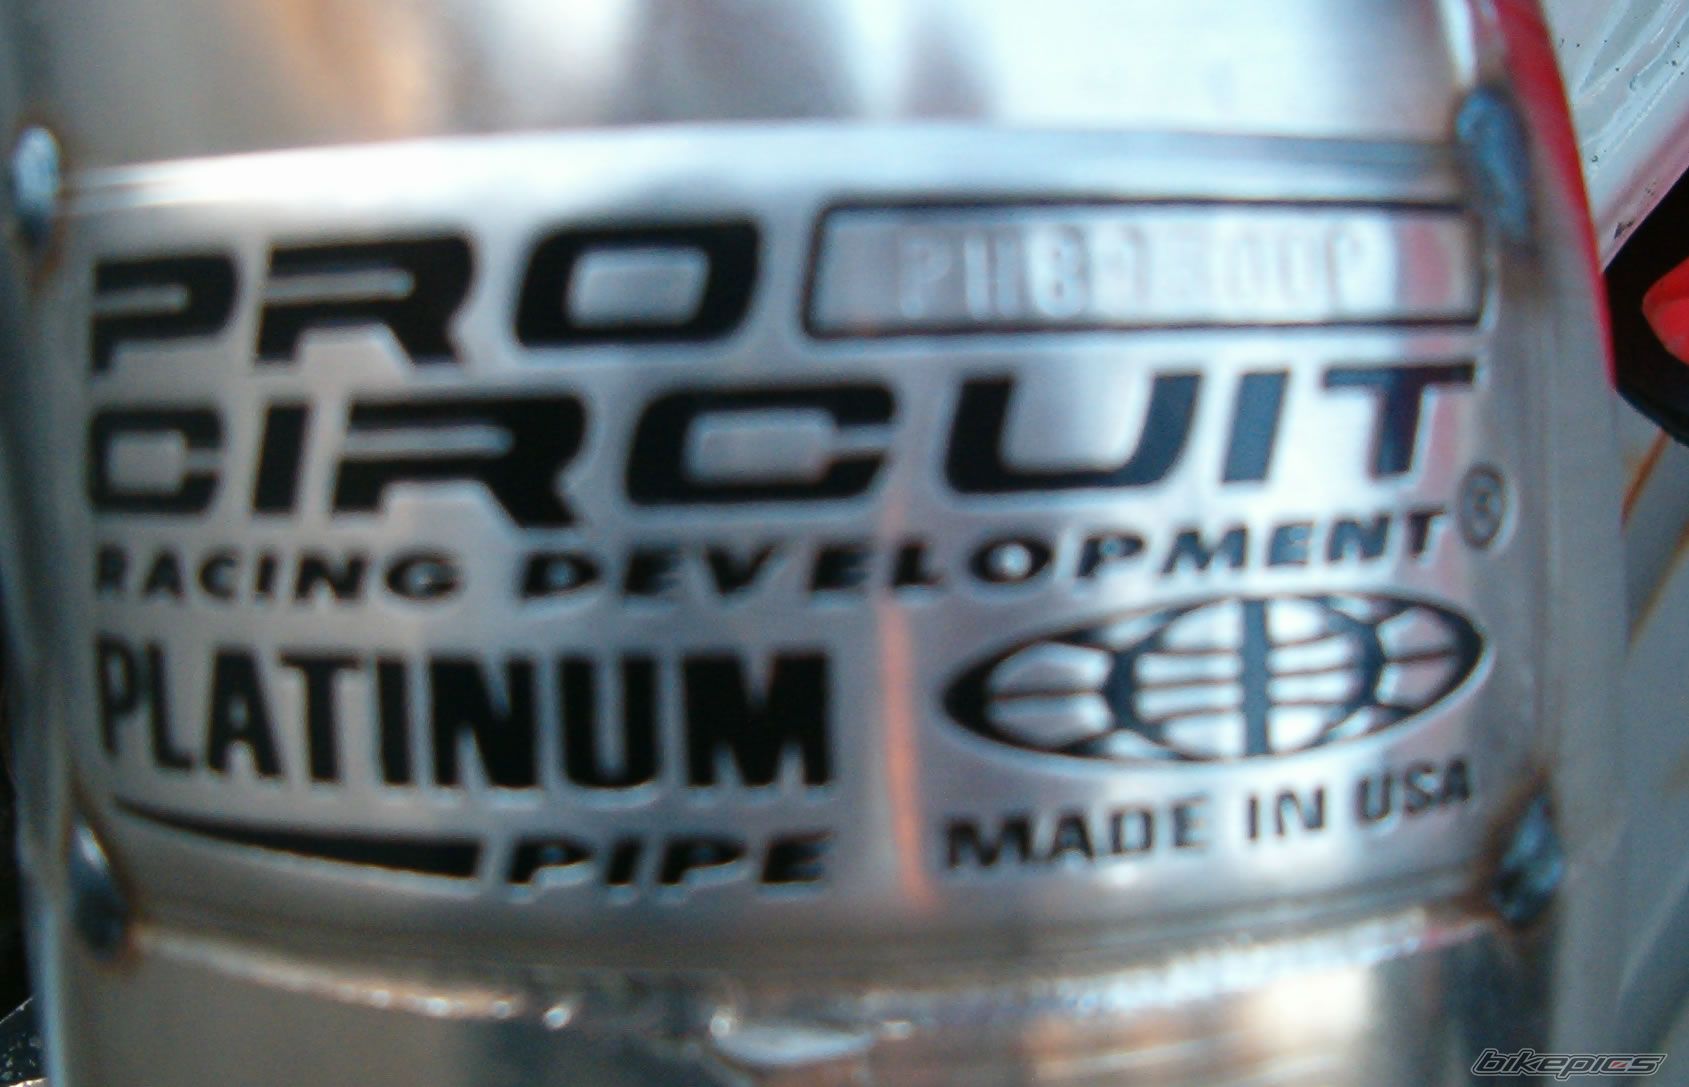 PRO
CIRCUIT
RACING DEVELOPMENT®
PLATINUM
PIPE
MADE IN USA
bikepics